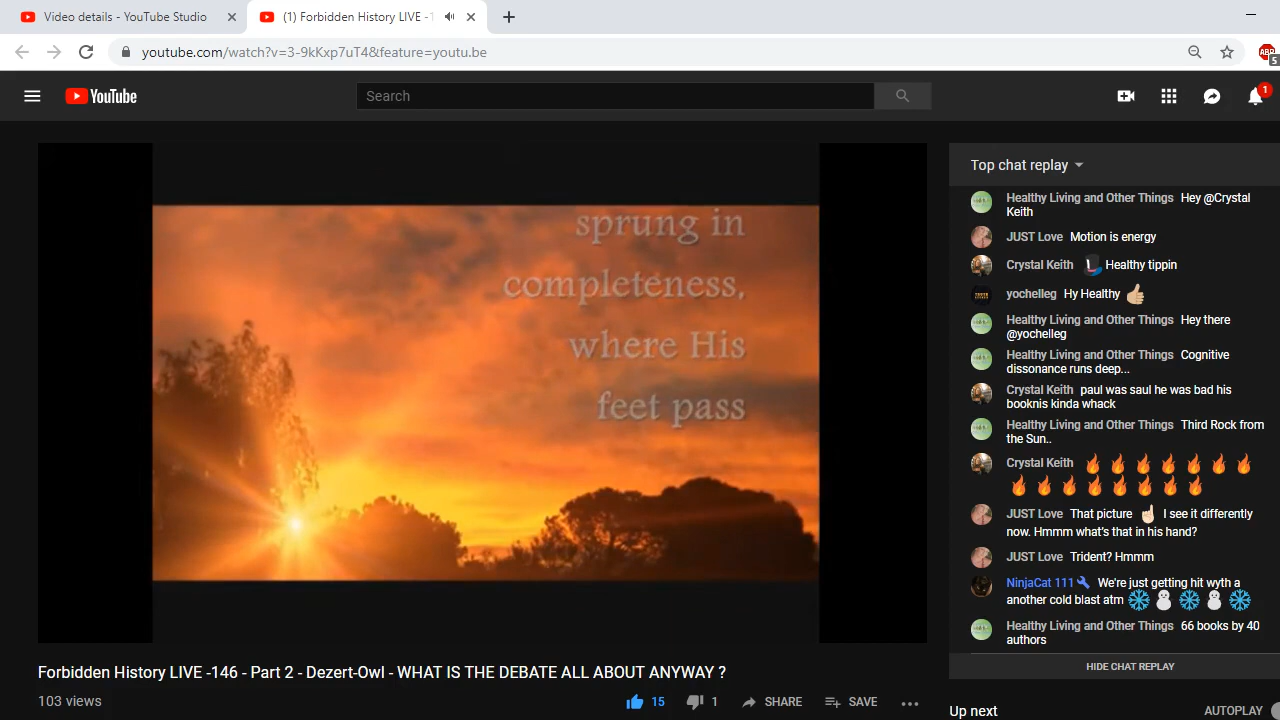 Video details - YouTube Studio
(1) Forbidden History LIVE -1
youtube.com/watch?v=3-9kKxp7uT4&feature=youtu.be
ABP
5
YouTube
Search
1
sprung in
completeness,
where His
feet pass
Top chat replay
Healthy Living and Other Things Hey @Crystal
Keith
JUST Love Motion is energy
Crystal Keith Healthy tippin
yochelleg Hy Healthy 👍
Healthy Living and Other Things Hey there
@yochelleg
Healthy Living and Other Things Cognitive
dissonance runs deep...
Crystal Keith paul was saul he was bad his
booknis kinda whack
Healthy Living and Other Things Third Rock from
the Sun..
Crystal Keith 🔥🔥🔥🔥🔥🔥🔥
🔥🔥🔥🔥🔥🔥🔥🔥
JUST Love That picture ☝ I see it differently
now. Hmmm what's that in his hand?
JUST Love Trident? Hmmm
NinjaCat 111 We're just getting hit wyth a
another cold blast atm ❄⛄❄⛄❄
Healthy Living and Other Things 66 books by 40
authors
HIDE CHAT REPLAY
Forbidden History LIVE -146 - Part 2 - Dezert-Owl - WHAT IS THE DEBATE ALL ABOUT ANYWAY ?
103 views
15
1
SHARE
SAVE
Up next
AUTOPLAY